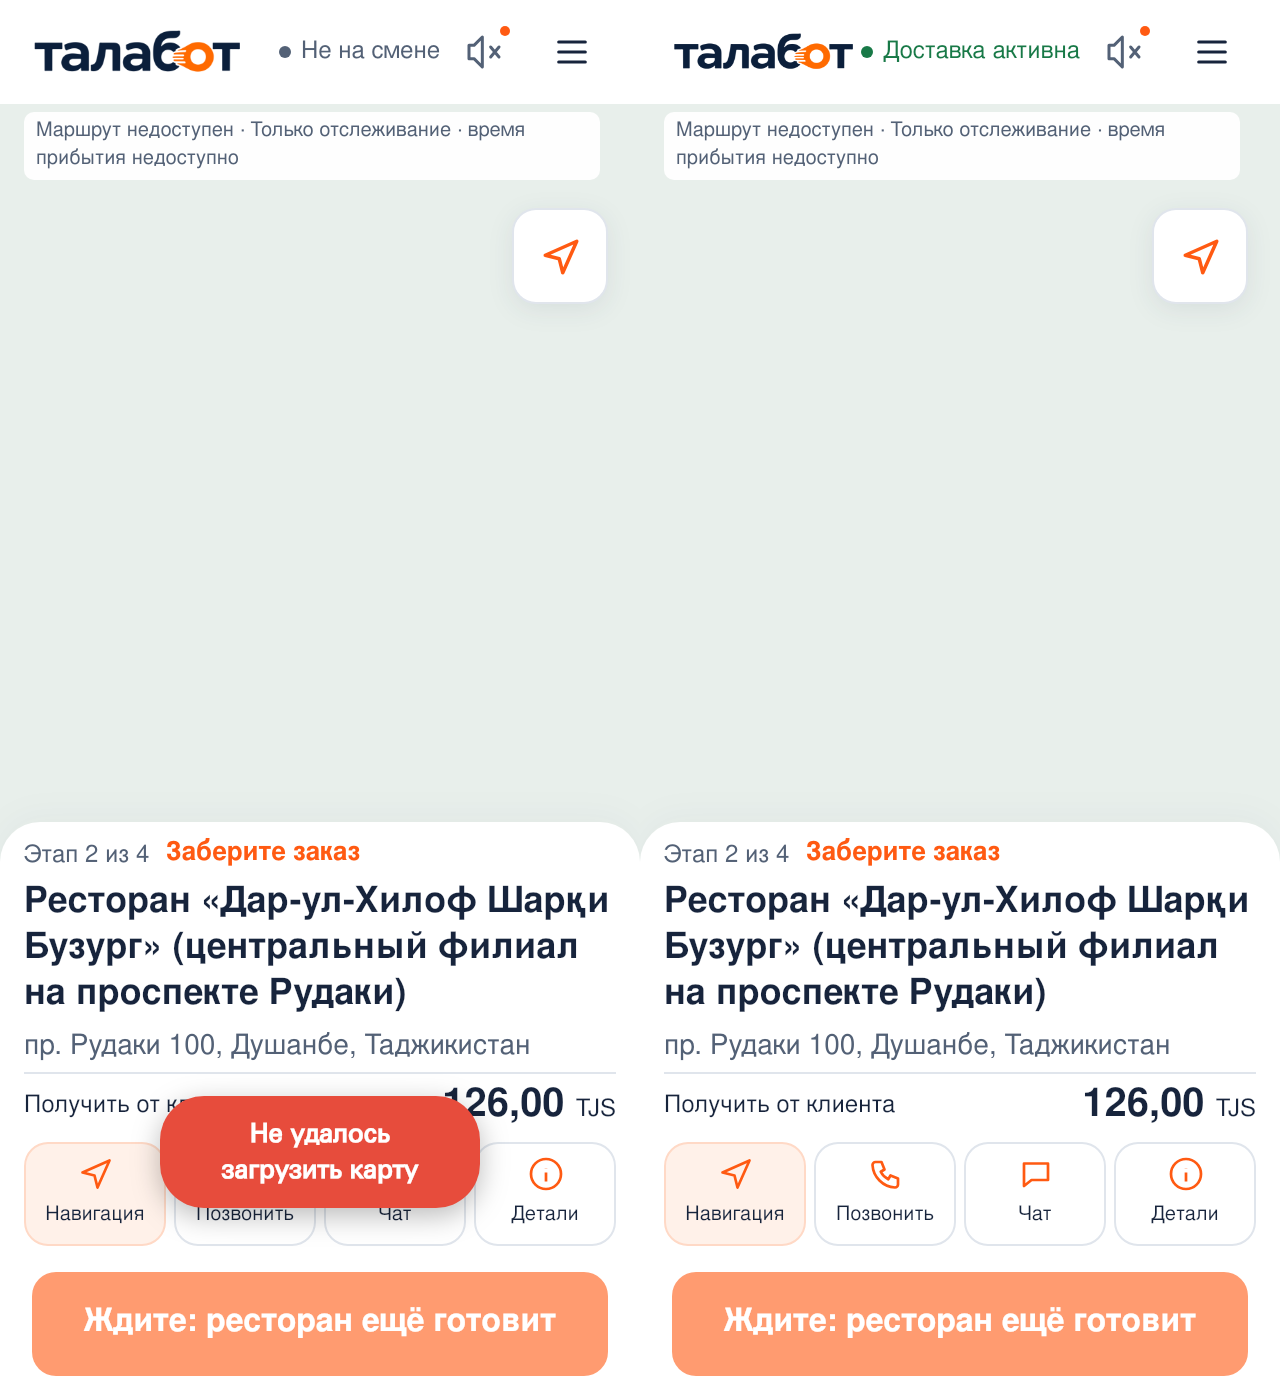 талабот
Не на смене
Маршрут недоступен · Только отслеживание · время
прибытия недоступно
Этап 2 из 4 Заберите заказ
Ресторан «Дар-ул-Хилоф Шарқи
Бузург» (центральный филиал
на проспекте Рудаки)
пр. Рудаки 100, Душанбе, Таджикистан
Получить от 126,00 TJS
Не удалось
загрузить карту
Навигация Позвонить Чат Детали
Ждите: ресторан ещё готовит
талабот
Доставка активна
Маршрут недоступен · Только отслеживание · время
прибытия недоступно
Этап 2 из 4 Заберите заказ
Ресторан «Дар-ул-Хилоф Шарқи
Бузург» (центральный филиал
на проспекте Рудаки)
пр. Рудаки 100, Душанбе, Таджикистан
Получить от клиента 126,00 TJS
Навигация Позвонить Чат Детали
Ждите: ресторан ещё готовит